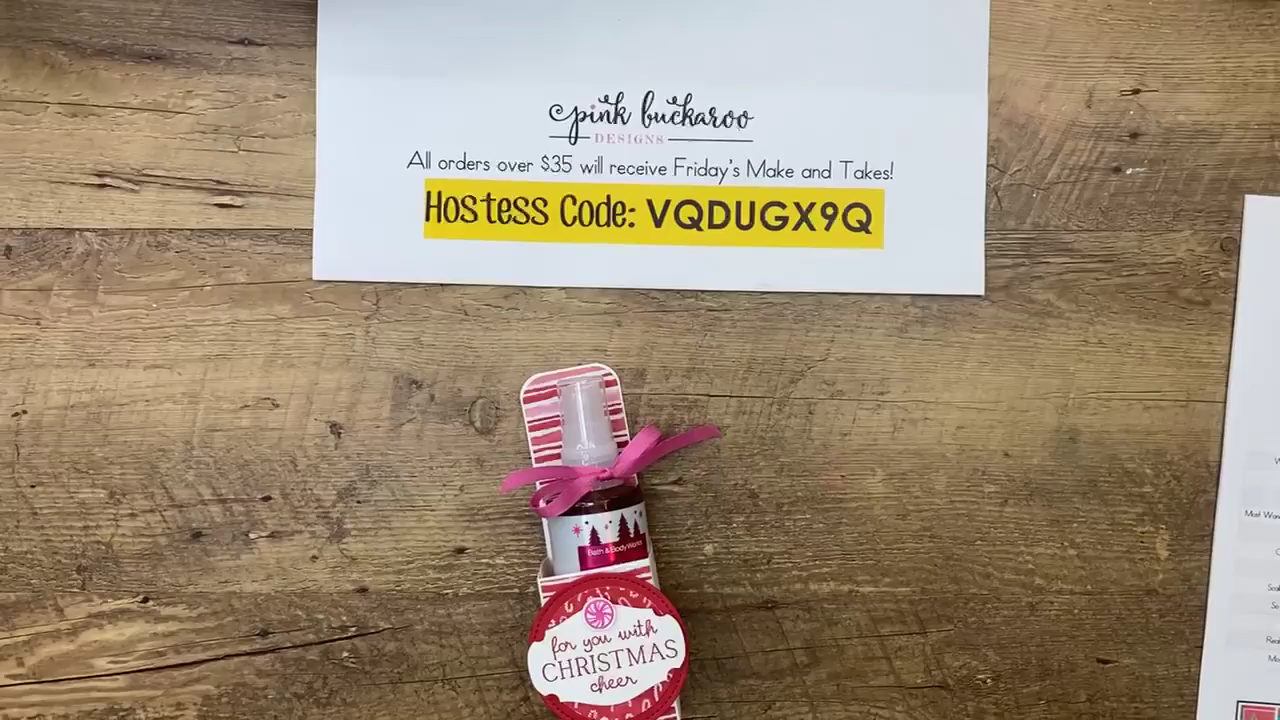 pink buckaroo
DESIGNS
All orders over $35 will receive Friday's Make and Takes!
Hostess Code: VQDUGX9Q
Bath & Body Works
for you with
CHRISTMAS
cheer